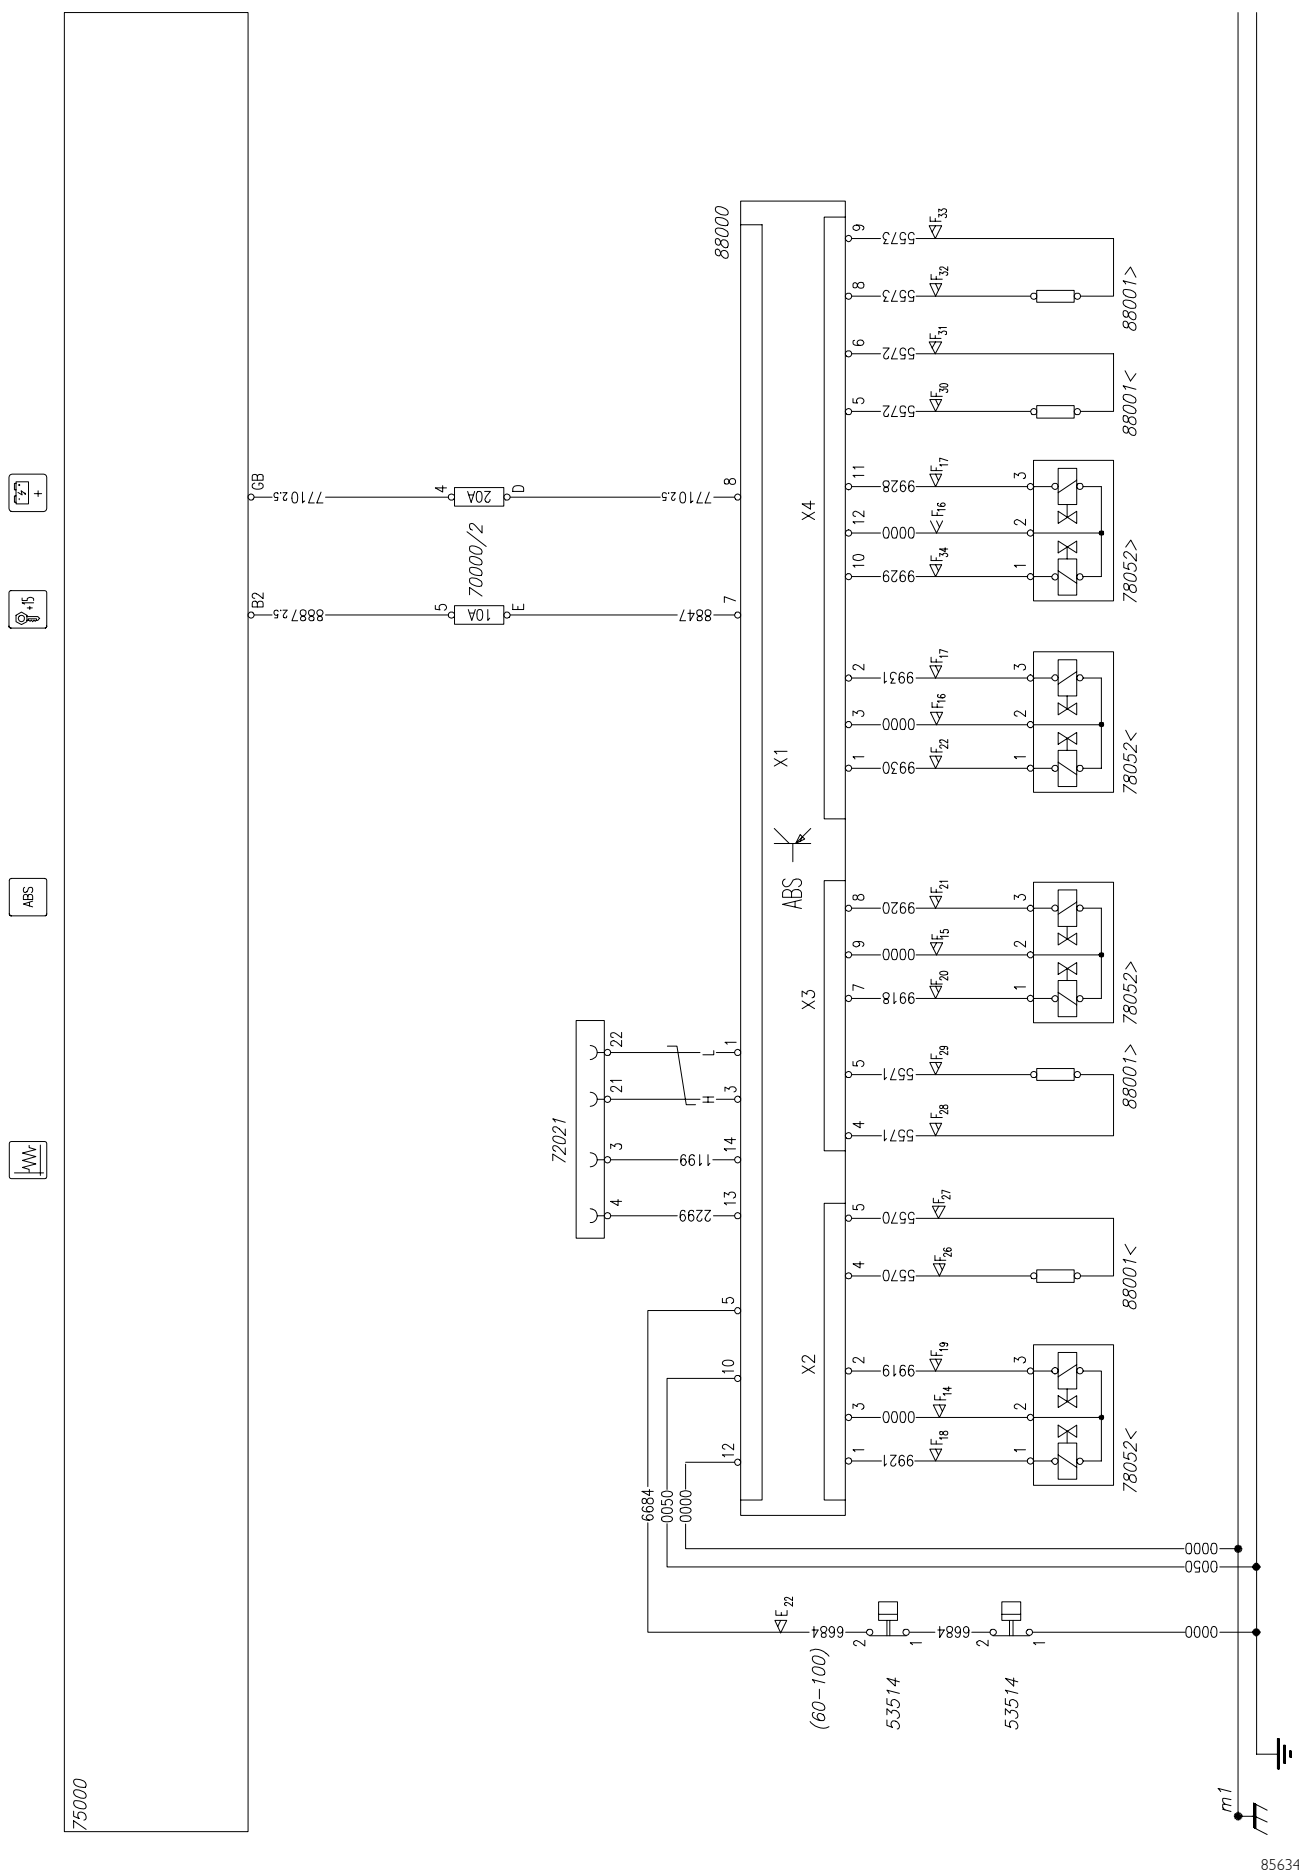 75000
+
+15
ABS
GB
7710 2.5
4
20A
D
7710 2.5
8
B2
8887 2.5
5
10A
E
8847
7
70000/2
88000
72021
22
L
1
21
H
3
3
1199
14
4
2299
13
5
10
12
6684
0050
0000
X1
ABS
X4
X3
X2
9
5573
F33
8
5573
F32
88001>
6
5572
F31
5
5572
F30
88001<
11
9928
F17
3
12
0000
F16
2
10
9929
F34
1
78052>
2
9931
F17
3
3
0000
F16
2
1
9930
F22
1
78052<
8
9920
F21
3
9
0000
F15
2
7
9918
F20
1
78052>
5
5571
F29
4
5571
F28
88001>
5
5570
F27
4
5570
F26
88001<
2
9919
F19
3
3
0000
F14
2
1
9921
F18
1
78052<
0000
0050
E22
6684
2
1
6684
2
1
0000
(60-100)
53514
53514
m1
85634